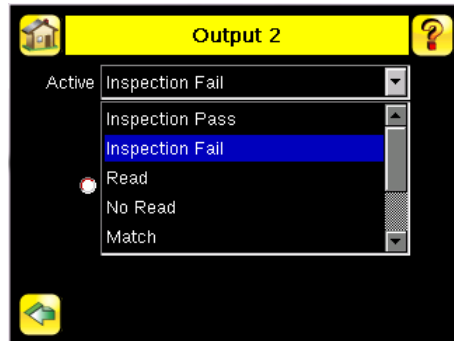 Output 2
Active Inspection Fail
Inspection Pass
Inspection Fail
Read
No Read
Match